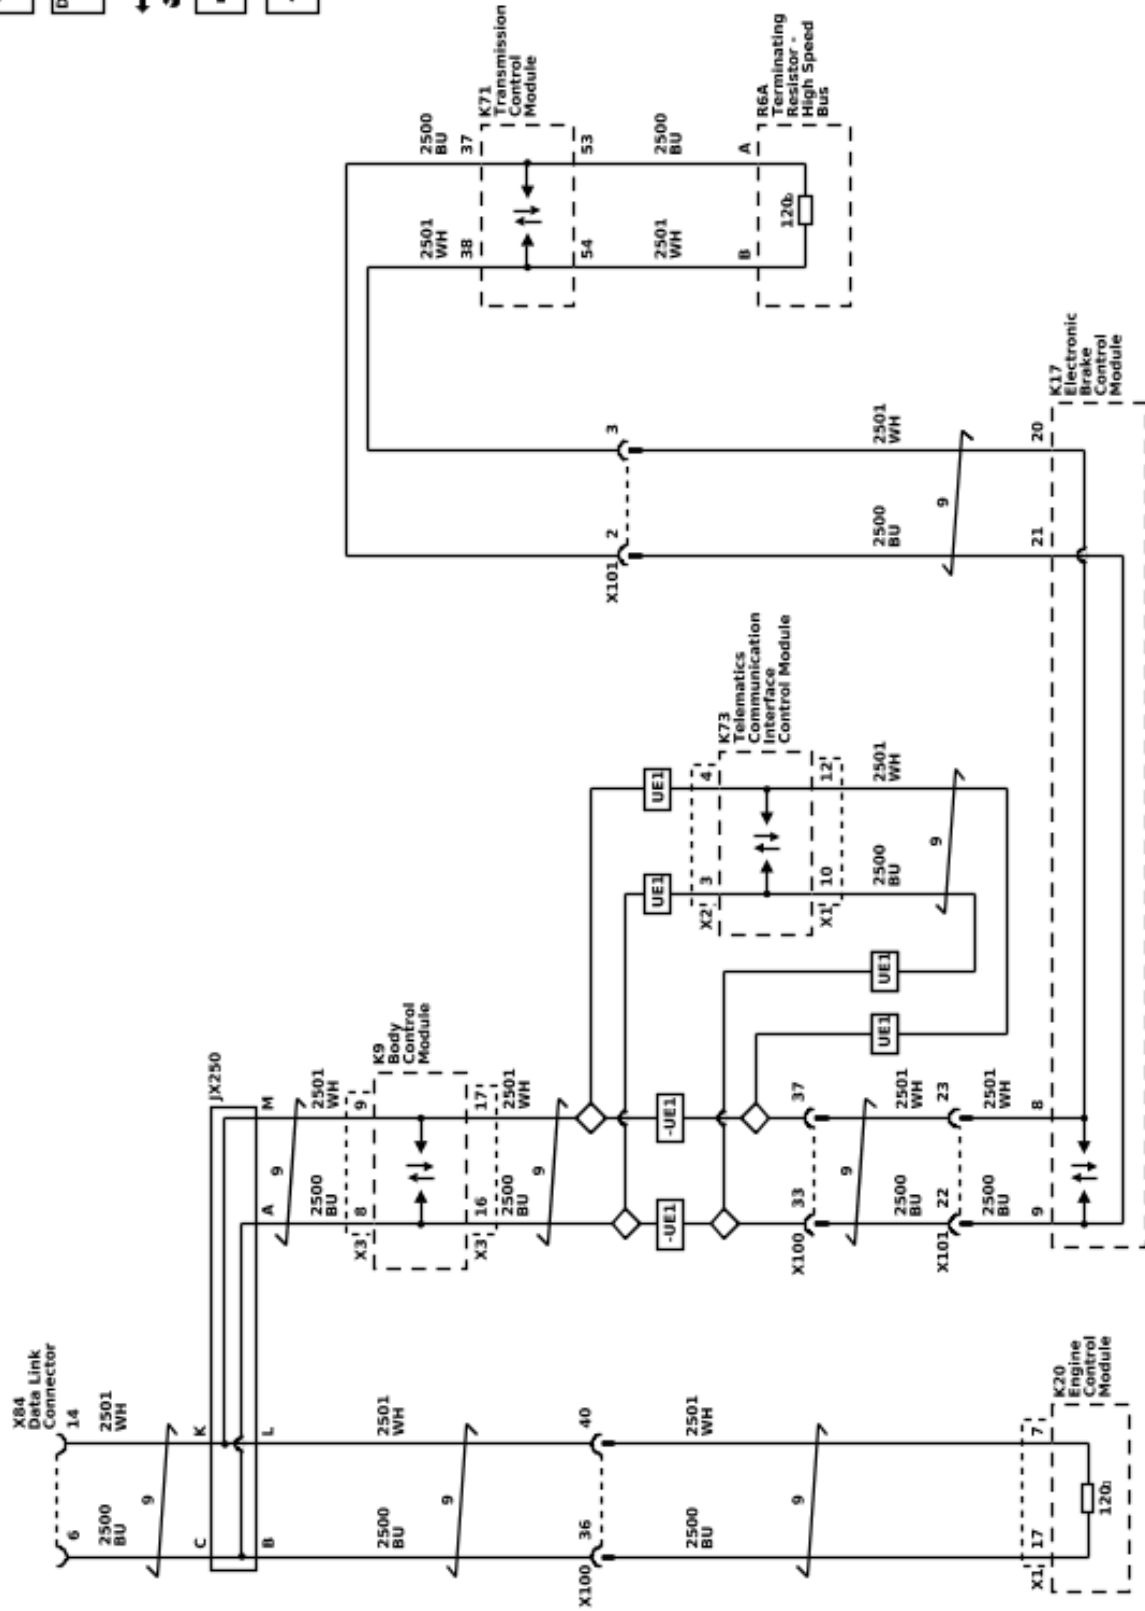 D
X84
Data Link
Connector
6
14
2500
BU
2501
WH
9
C
K
JX250
B
L
A
M
2500
BU
2501
WH
9
X100
36
40
2500
BU
2501
WH
9
X1
17
7
K20
Engine
Control
Module
120
9
2500
BU
2501
WH
X3
8
9
K9
Body
Control
Module
X3
16
17
2500
BU
2501
WH
9
-UE1
-UE1
X100
33
37
9
2500
BU
2501
WH
X101
22
23
2500
BU
2501
WH
9
8
UE1
UE1
X2
3
4
K73
Telematics
Communication
Interface
Control Module
X1
10
12
2500
BU
2501
WH
9
UE1
UE1
X101
2
3
2500
BU
2501
WH
9
21
20
K17
Electronic
Brake
Control
Module
2501
WH
2500
BU
38
37
K71
Transmission
Control
Module
54
53
2501
WH
2500
BU
B
A
R6A
Terminating
Resistor -
High Speed
Bus
120